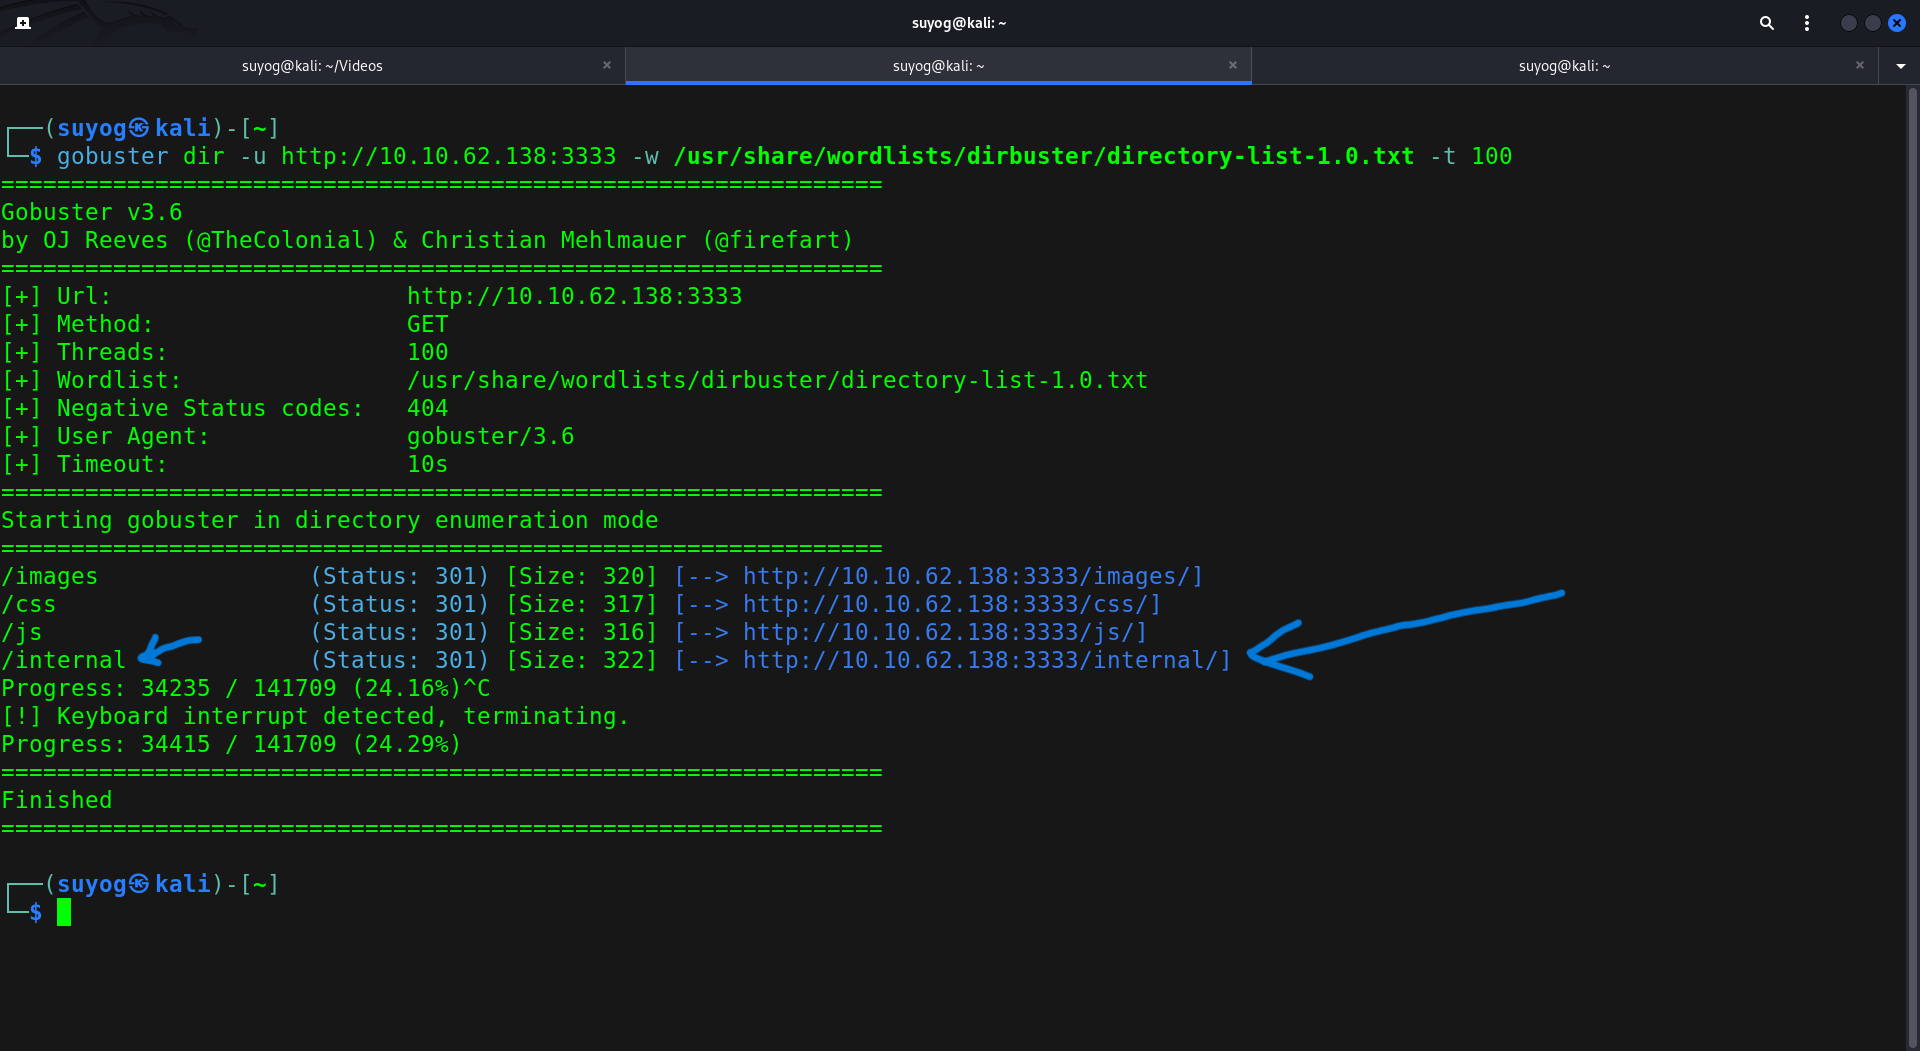 suyog@kali: ~
suyog@kali: ~/Videos
suyog@kali: ~
suyog@kali: ~
┌──(suyog㉿kali)-[~]
└─$ gobuster dir -u http://10.10.62.138:3333 -w /usr/share/wordlists/dirbuster/directory-list-1.0.txt -t 100
===============================================================
Gobuster v3.6
by OJ Reeves (@TheColonial) & Christian Mehlmauer (@firefart)
===============================================================
[+] Url:                     http://10.10.62.138:3333
[+] Method:                  GET
[+] Threads:                 100
[+] Wordlist:                /usr/share/wordlists/dirbuster/directory-list-1.0.txt
[+] Negative Status codes:   404
[+] User Agent:              gobuster/3.6
[+] Timeout:                 10s
===============================================================
Starting gobuster in directory enumeration mode
===============================================================
/images               (Status: 301) [Size: 320] [--> http://10.10.62.138:3333/images/]
/css                  (Status: 301) [Size: 317] [--> http://10.10.62.138:3333/css/]
/js                   (Status: 301) [Size: 316] [--> http://10.10.62.138:3333/js/]
/internal             (Status: 301) [Size: 322] [--> http://10.10.62.138:3333/internal/]
Progress: 34235 / 141709 (24.16%)^C
[!] Keyboard interrupt detected, terminating.
Progress: 34415 / 141709 (24.29%)
===============================================================
Finished
===============================================================
┌──(suyog㉿kali)-[~]
└─$